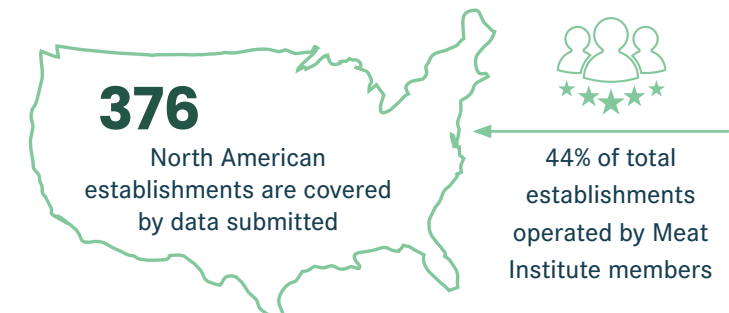 376
North American
establishments are covered
by data submitted
44% of total
establishments
operated by Meat
Institute members